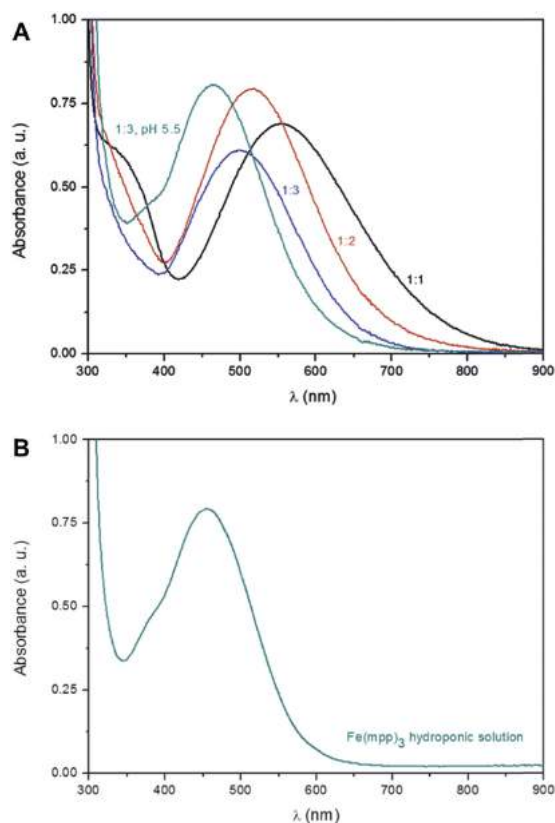 A
1.00
0.75
0.50
0.25
0.00
Absorbance (a. u.)
1:3, pH 5.5
1:3
1:2
1:1
300 400 500 600 700 800 900
λ (nm)
B
1.00
0.75
0.50
0.25
0.00
Absorbance (a. u.)
Fe(mpp)₃ hydroponic solution
300 400 500 600 700 800 900
λ (nm)